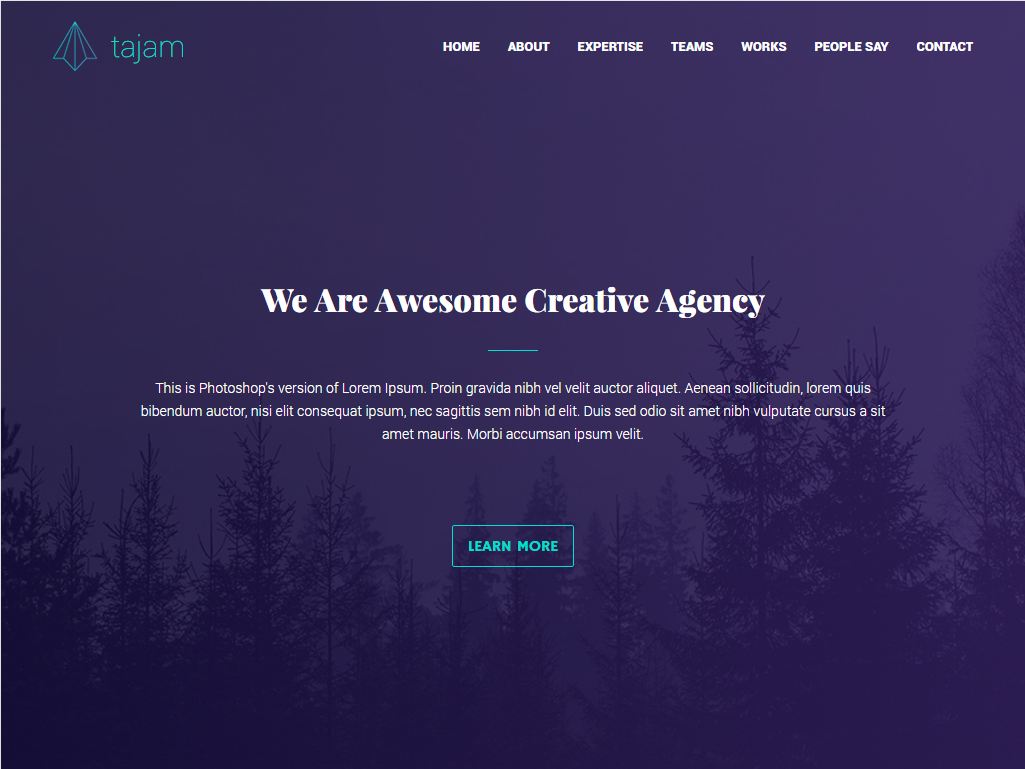 tajam
HOME ABOUT EXPERTISE TEAMS WORKS PEOPLE SAY CONTACT
We Are Awesome Creative Agency
This is Photoshop's version of Lorem Ipsum. Proin gravida nibh vel velit auctor aliquet. Aenean sollicitudin, lorem quis
bibendum auctor, nisi elit consequat ipsum, nec sagittis sem nibh id elit. Duis sed odio sit amet nibh vulputate cursus a sit
amet mauris. Morbi accumsan ipsum velit.
LEARN MORE